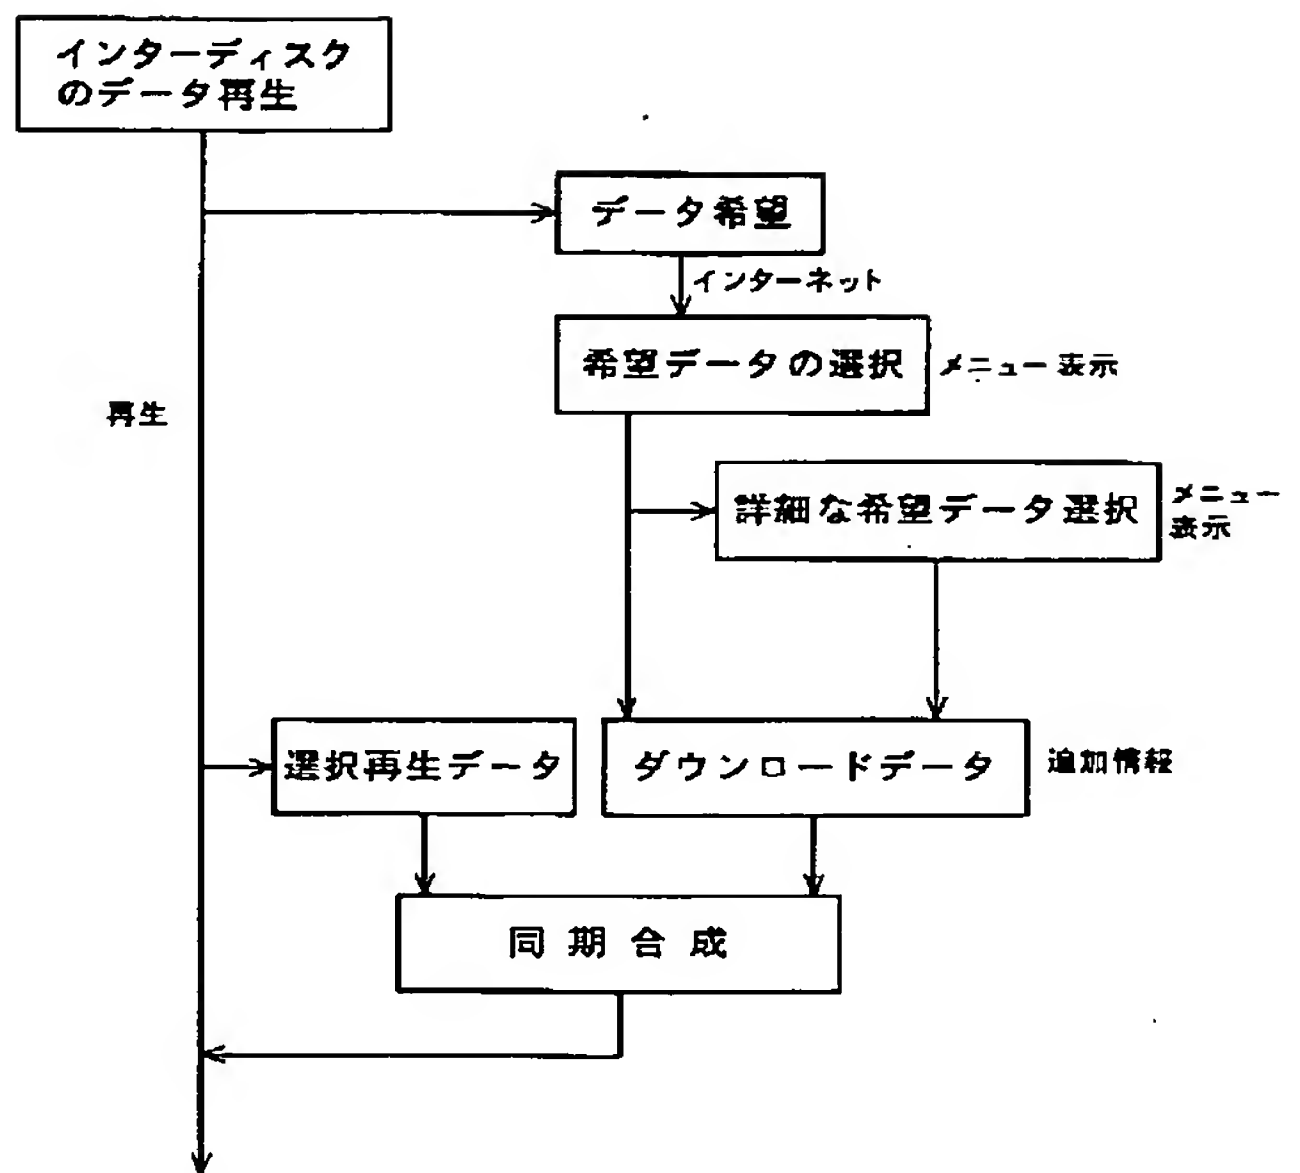 インターディスク
のデータ再生
データ希望
インターネット
希望データの選択
メニュー表示
再生
詳細な希望データ選択
メニュー
表示
選択再生データ
ダウンロードデータ
追加情報
同期合成